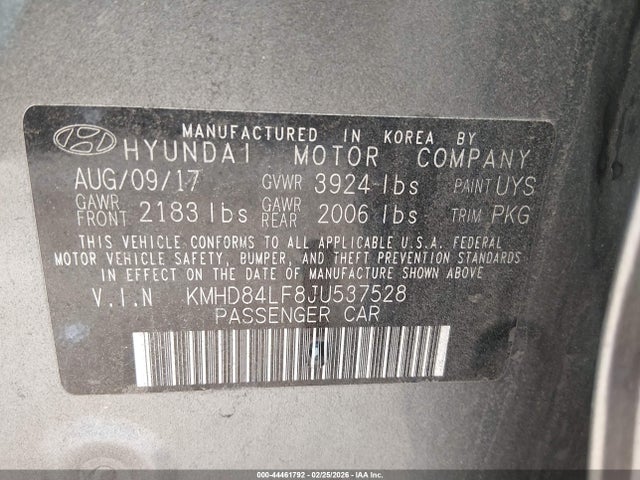 MANUFACTURED IN KOREA BY
HYUNDAI MOTOR COMPANY
AUG/09/17 GVWR 3924 lbs PAINT UYS
GAWR FRONT 2183 lbs GAWR REAR 2006 lbs TRIM PKG
THIS VEHICLE CONFORMS TO ALL APPLICABLE U.S.A. FEDERAL
MOTOR VEHICLE SAFETY, BUMPER, AND THEFT PREVENTION STANDARDS
IN EFFECT ON THE DATE OF MANUFACTURE SHOWN ABOVE.
V.I.N KMHD84LF8JU537528
PASSENGER CAR
000-44461792 - 02/25/2026 - IAA Inc.